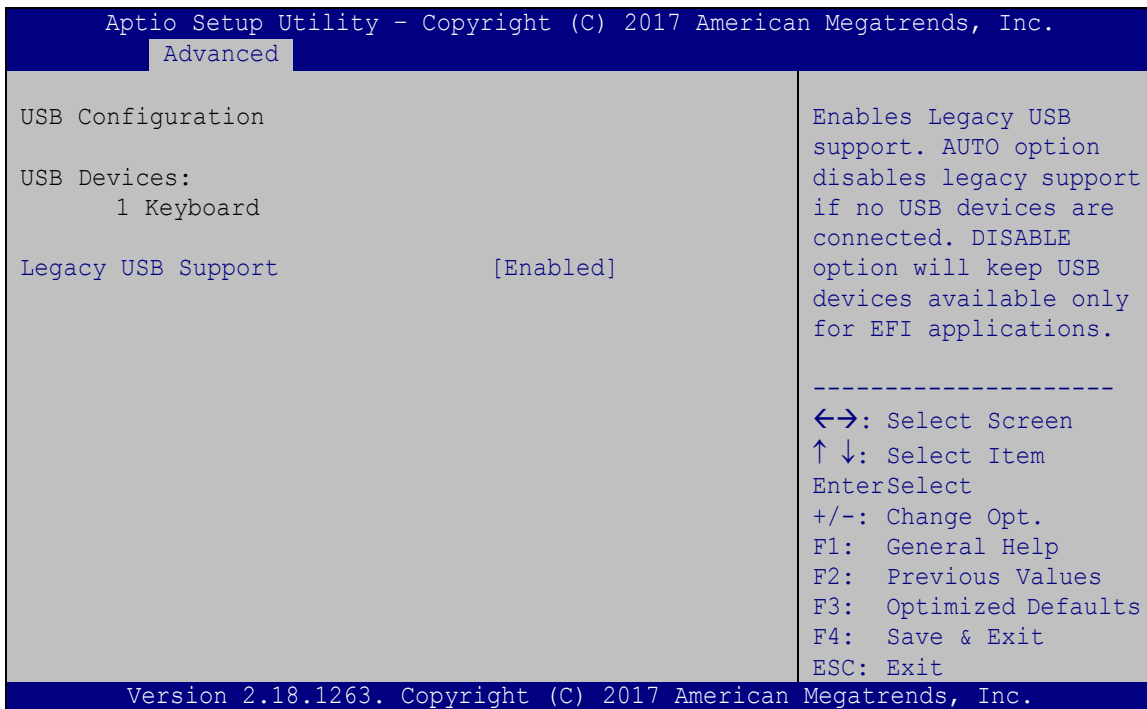 Aptio Setup Utility – Copyright (C) 2017 American Megatrends, Inc.
Advanced
USB Configuration
USB Devices:
1 Keyboard
Legacy USB Support [Enabled]
Enables Legacy USB
support. AUTO option
disables legacy support
if no USB devices are
connected. DISABLE
option will keep USB
devices available only
for EFI applications.
---------------------
←→: Select Screen
↑ ↓: Select Item
EnterSelect
+/-: Change Opt.
F1: General Help
F2: Previous Values
F3: Optimized Defaults
F4: Save & Exit
ESC: Exit
Version 2.18.1263. Copyright (C) 2017 American Megatrends, Inc.